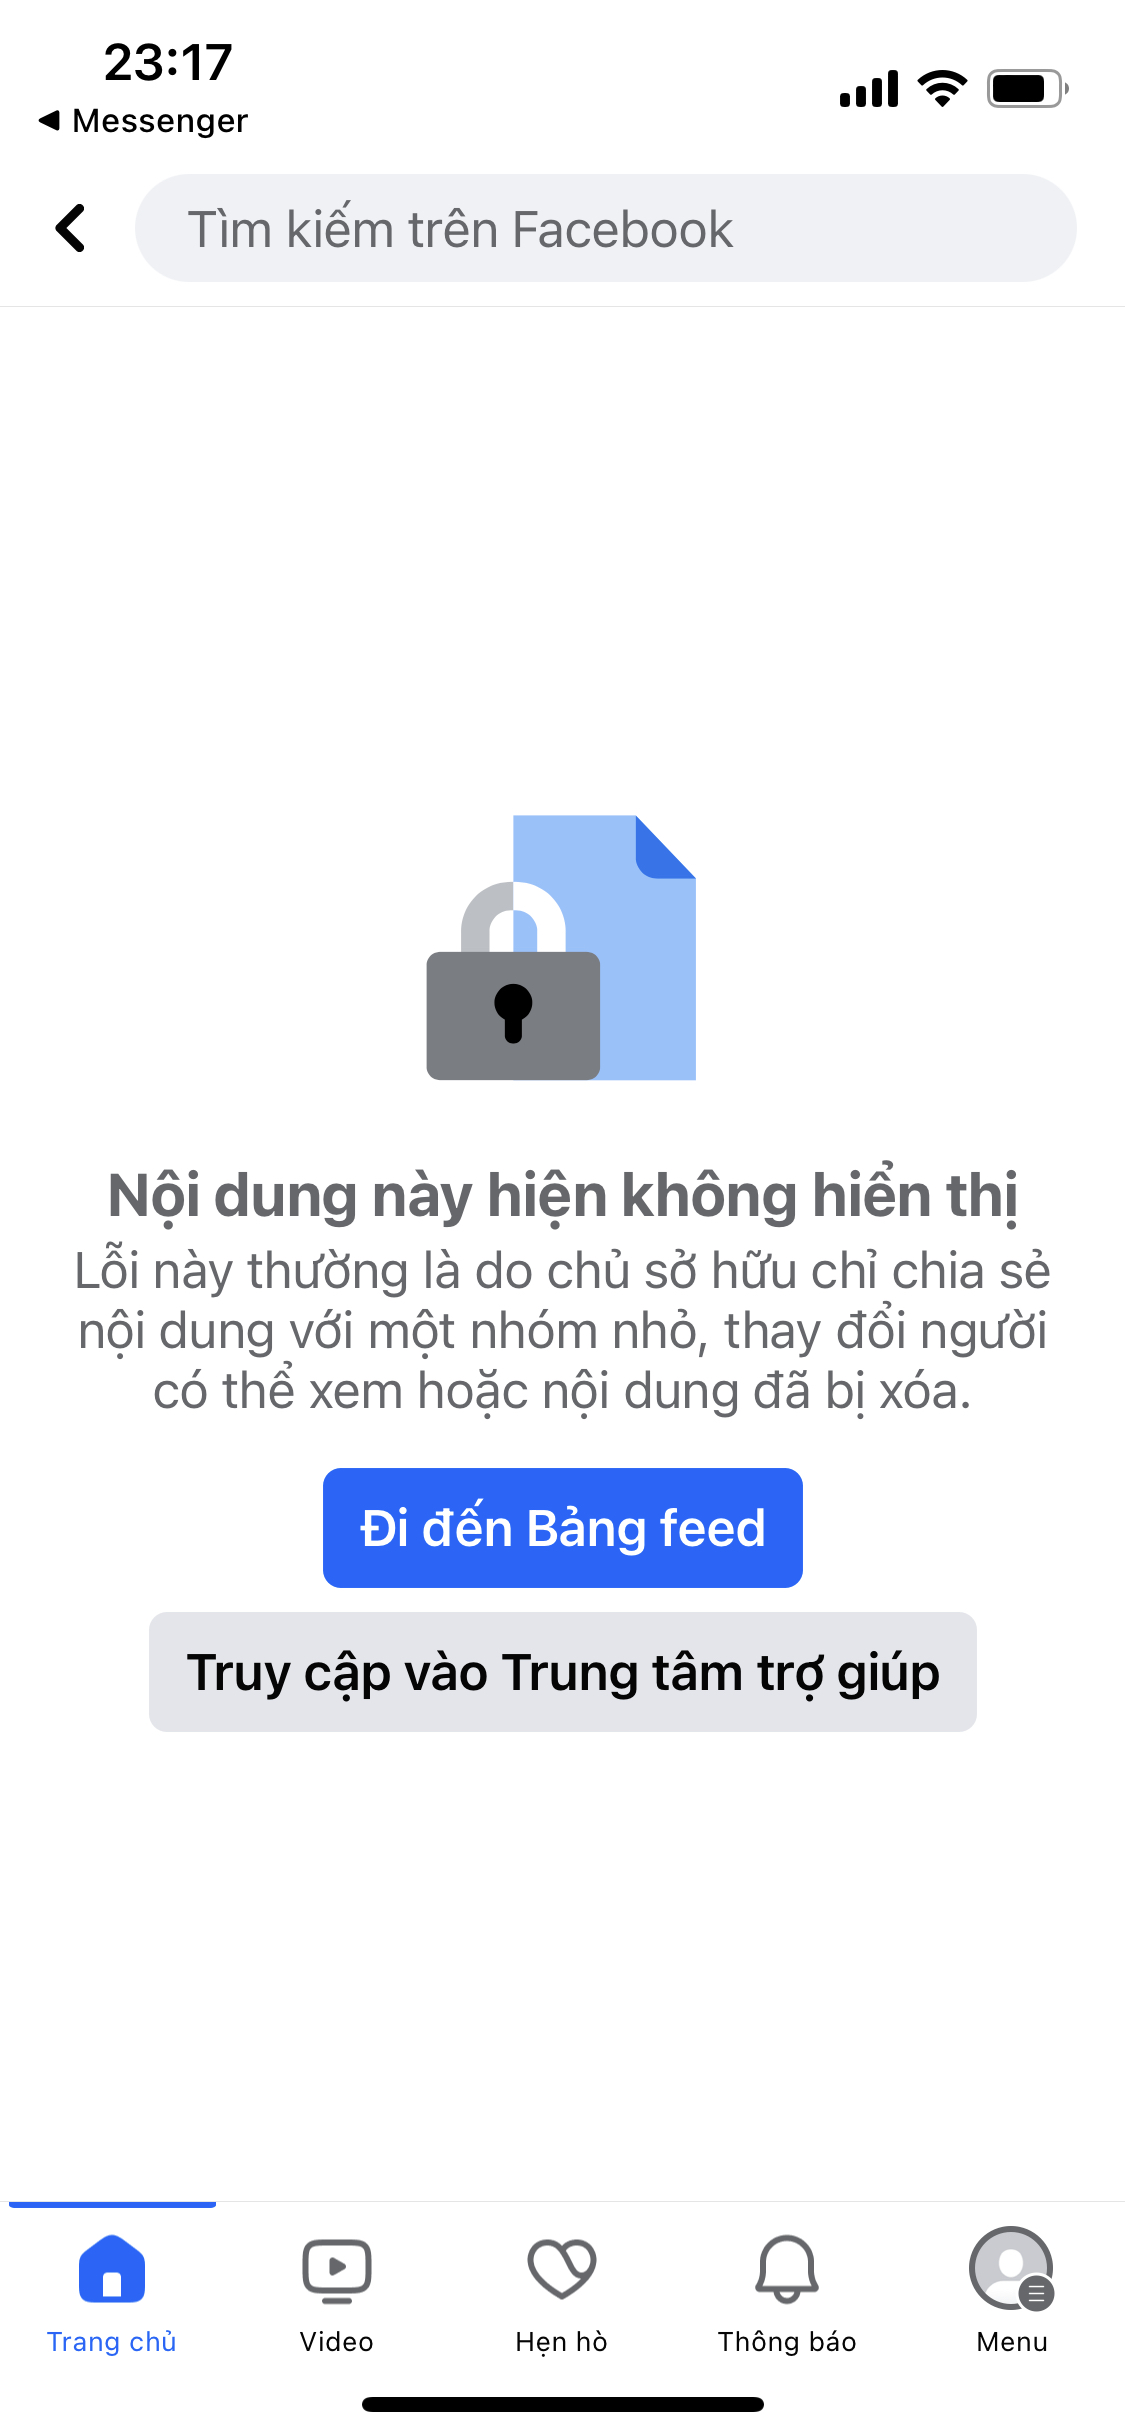 23:17
Messenger
Tìm kiếm trên Facebook
Nội dung này hiện không hiển thị
Lỗi này thường là do chủ sở hữu chỉ chia sẻ
nội dung với một nhóm nhỏ, thay đổi người
có thể xem hoặc nội dung đã bị xóa.
Đi đến Bảng feed
Truy cập vào Trung tâm trợ giúp
Trang chủ
Video
Hẹn hò
Thông báo
Menu